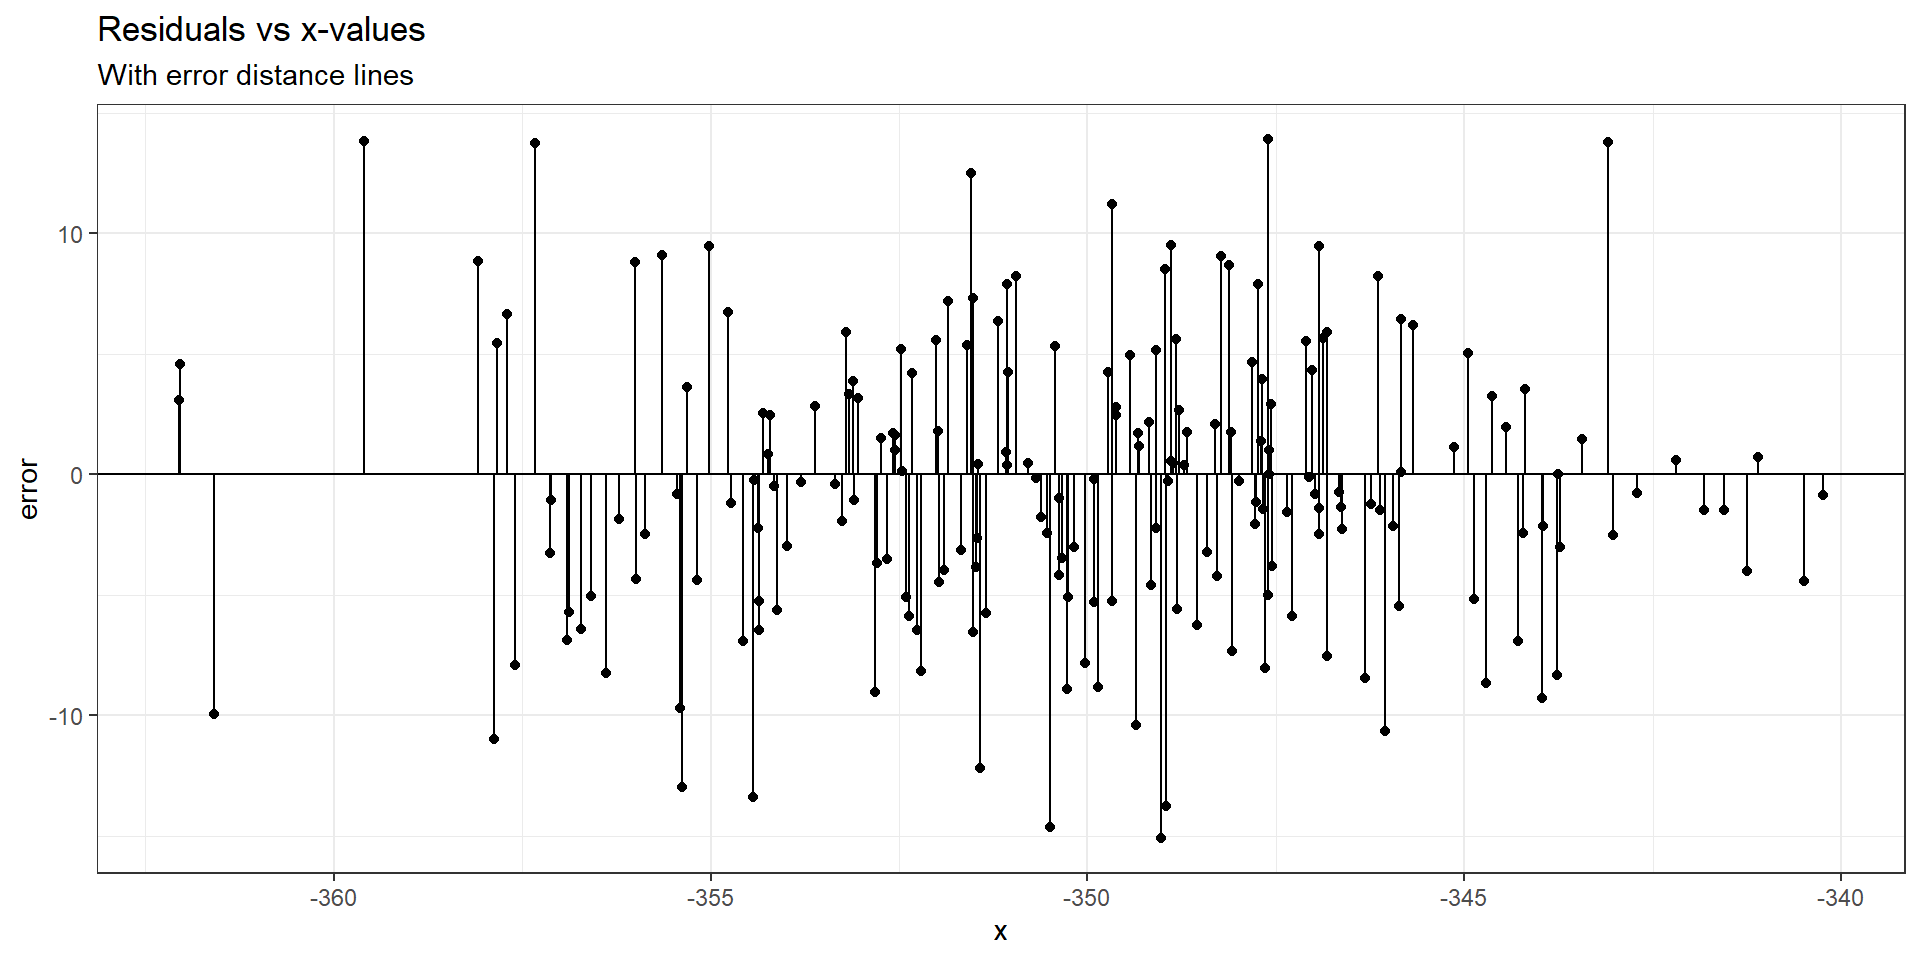 Residuals vs x-values
With error distance lines
error
10
0
-10
-360
-355
-350
-345
-340
x